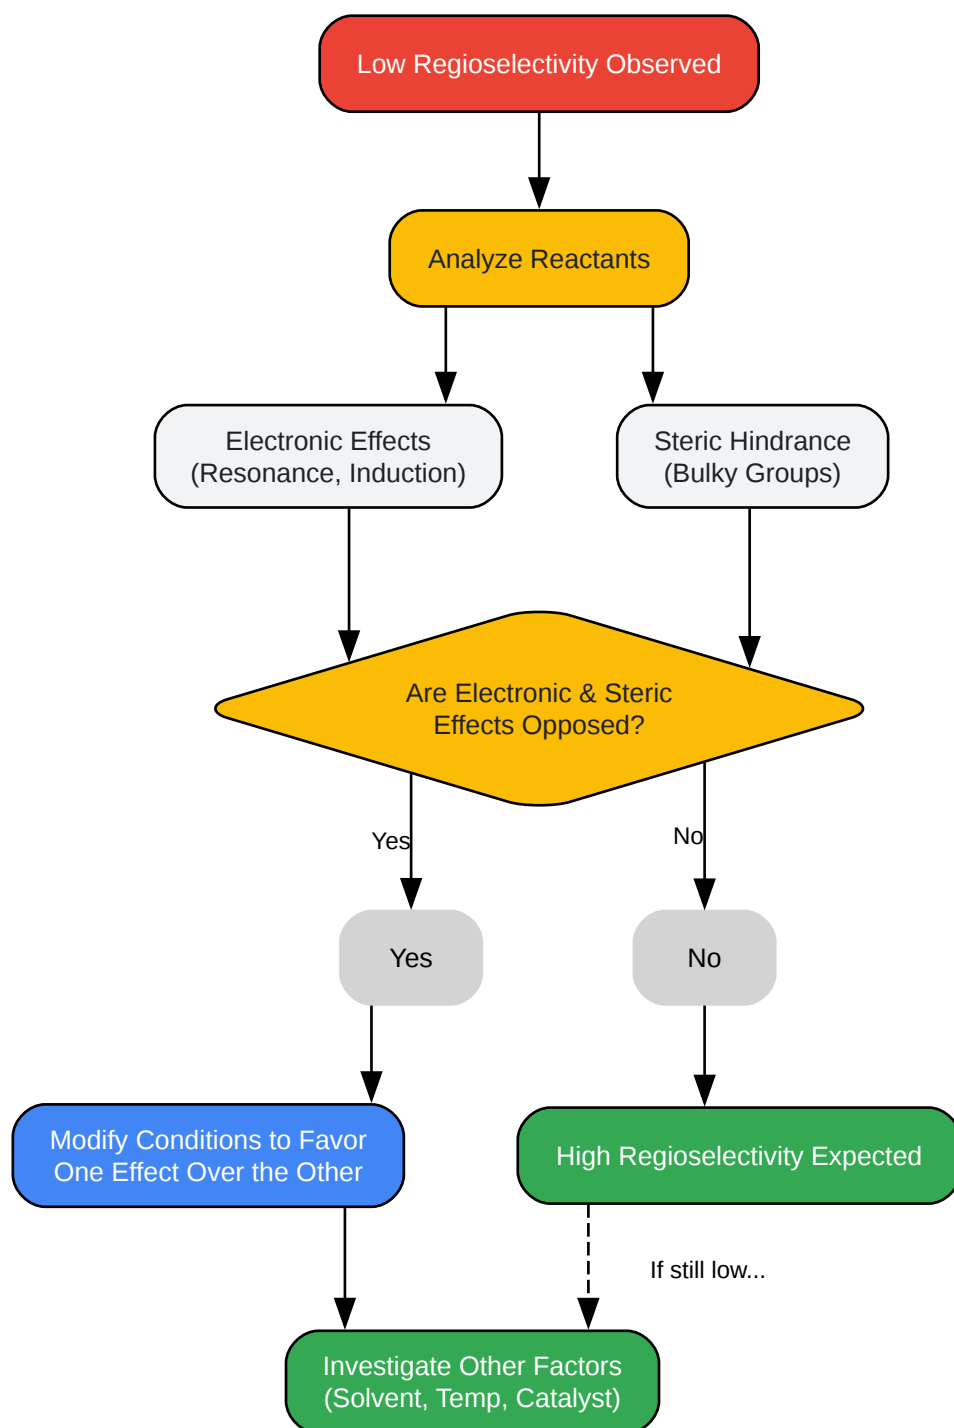 Low Regioselectivity Observed
Analyze Reactants
Electronic Effects
(Resonance, Induction)
Steric Hindrance
(Bulky Groups)
Are Electronic & Steric
Effects Opposed?
Yes
No
Yes
No
Modify Conditions to Favor
One Effect Over the Other
High Regioselectivity Expected
If still low...
Investigate Other Factors
(Solvent, Temp, Catalyst)